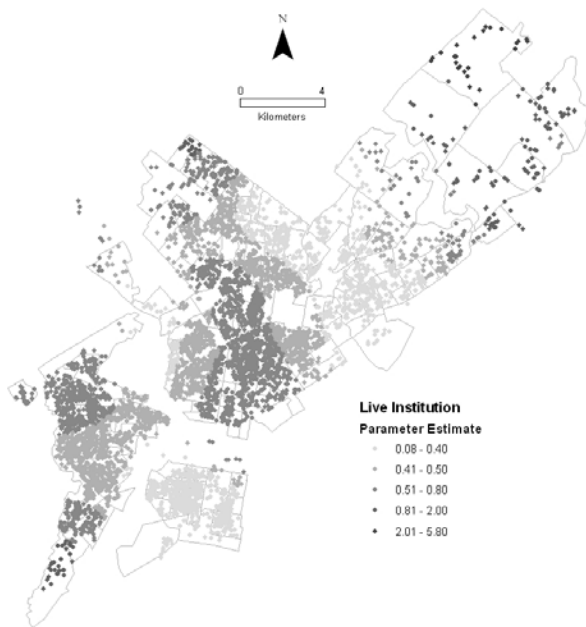 N
0 4
Kilometers
Live Institution
Parameter Estimate
0.08 - 0.40
0.41 - 0.50
0.51 - 0.80
0.81 - 2.00
2.01 - 5.80